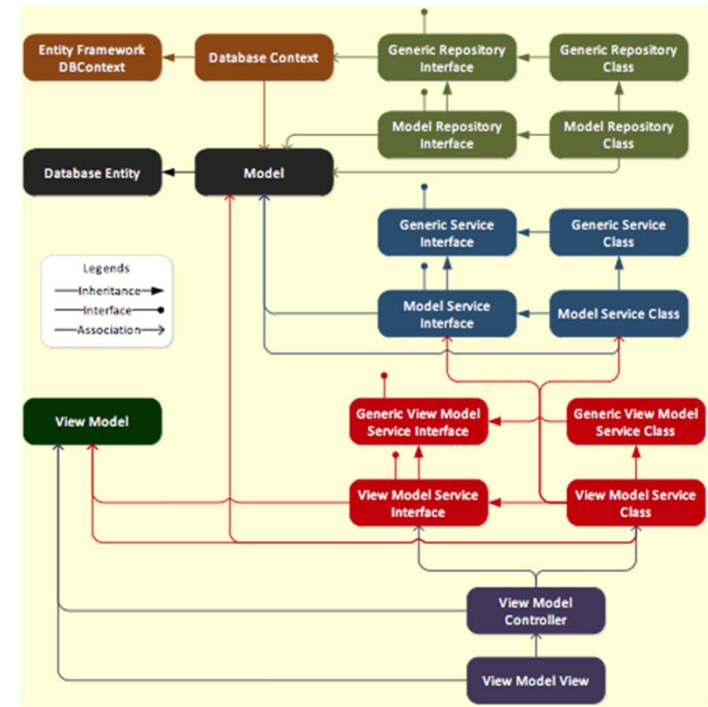 Entity Framework
DBContext
Database Context
Generic Repository
Interface
Generic Repository
Class
Model Repository
Interface
Model Repository
Class
Database Entity
Model
Generic Service
Interface
Generic Service
Class
Legends
Inheritance
Interface
Association
Model Service
Interface
Model Service Class
View Model
Generic View Model
Service Interface
Generic View Model
Service Class
View Model Service
Interface
View Model Service
Class
View Model
Controller
View Model View